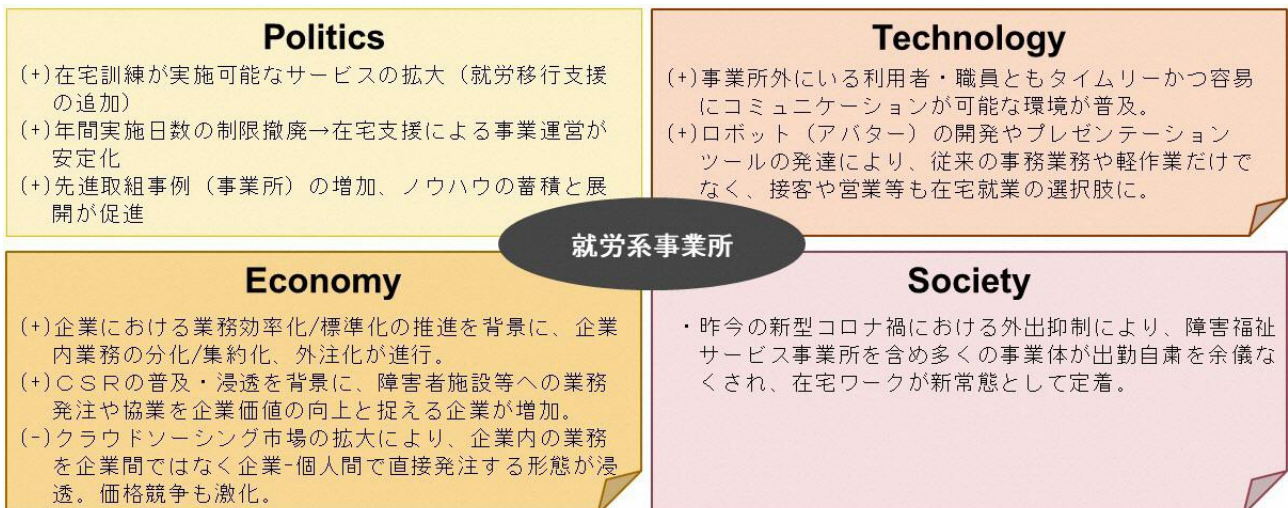 Politics
(+)在宅訓練が実施可能なサービスの拡大（就労移行支援
の追加）
(+)年間実施日数の制限撤廃→在宅支援による事業運営が
安定化
(+)先進取組事例（事業所）の増加、ノウハウの蓄積と展
開が促進
Technology
(+)事業所外にいる利用者・職員ともタイムリーかつ容易
にコミュニケーションが可能な環境が普及。
(+)ロボット（アバター）の開発やプレゼンテーション
ツールの発達により、従来の事務業務や軽作業だけで
なく、接客や営業等も在宅就業の選択肢に。
就労系事業所
Economy
(+)企業における業務効率化/標準化の推進を背景に、企業
内業務の分化/集約化、外注化が進行。
(+)ＣＳＲの普及・浸透を背景に、障害者施設等への業務
発注や協業を企業価値の向上と捉える企業が増加。
(-)クラウドソーシング市場の拡大により、企業内の業務
を企業間ではなく企業-個人間で直接発注する形態が浸
透。価格競争も激化。
Society
・昨今の新型コロナ禍における外出抑制により、障害福祉
サービス事業所を含め多くの事業体が出勤自粛を余儀な
くされ、在宅ワークが新常態として定着。